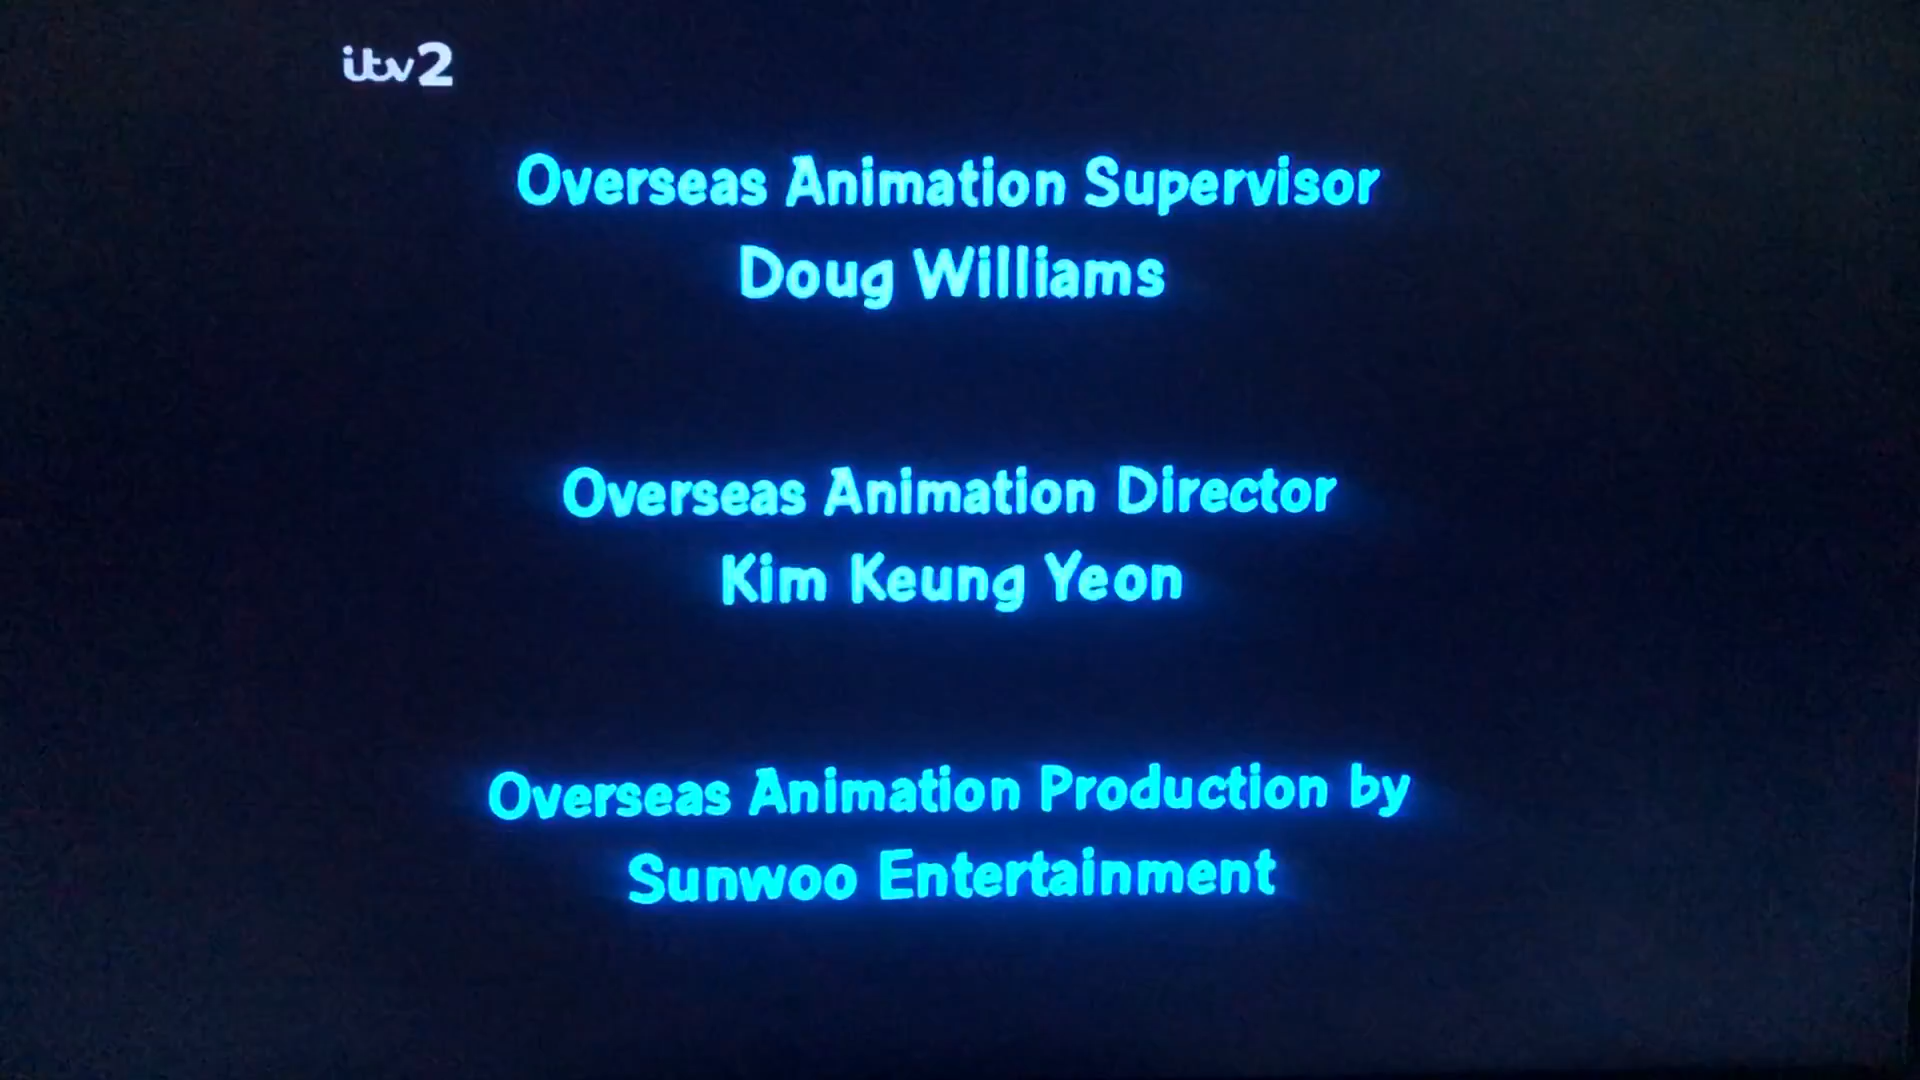 itv2
Overseas Animation Supervisor
Doug Williams
Overseas Animation Director
Kim Keung Yeon
Overseas Animation Production by
Sunwoo Entertainment